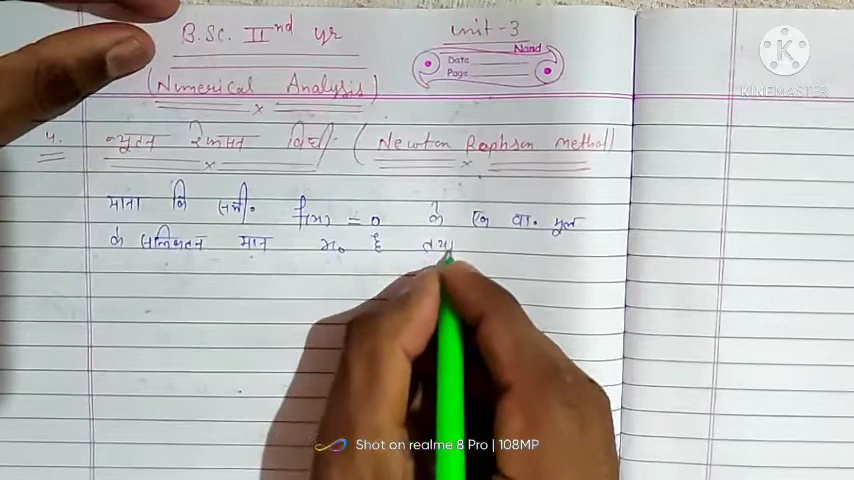 B.Sc. IInd yr
unit-3
Nand
Date
Page
(Numerical Analysis)
KINEMASTER
4. न्यूटन रेफसन विधी- (Newton Raphson method)
माना कि समी. f(x) = 0 के एक वा. मूल
के सन्निकटन मान x₀ है तथा
Shot on realme 8 Pro | 108MP